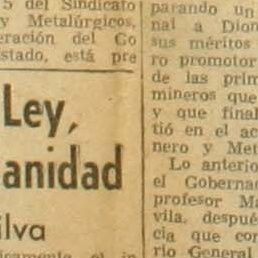 5 del Sindicato
y Metalúrgicos,
eración del Co
stado, está pre
Ley,
anidad
ilva
parando un
nal a Dion
sus méritos
ro promotor
de las prim
mineros que
y que final
tió en el ac
nero y Met
Lo anterio
el Goberna
profesor Ma
vila, despué
cia que con
rio General